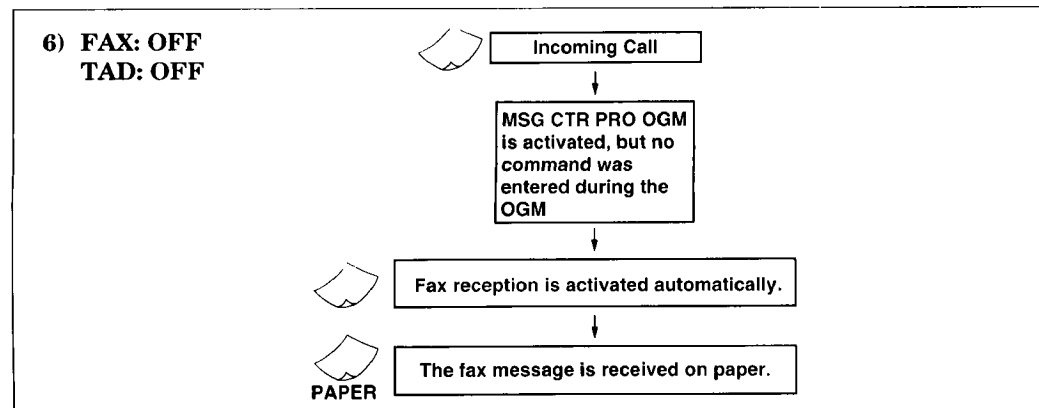 6) FAX: OFF
TAD: OFF
Incoming Call
MSG CTR PRO OGM
is activated, but no
command was
entered during the
OGM
Fax reception is activated automatically.
The fax message is received on paper.
PAPER